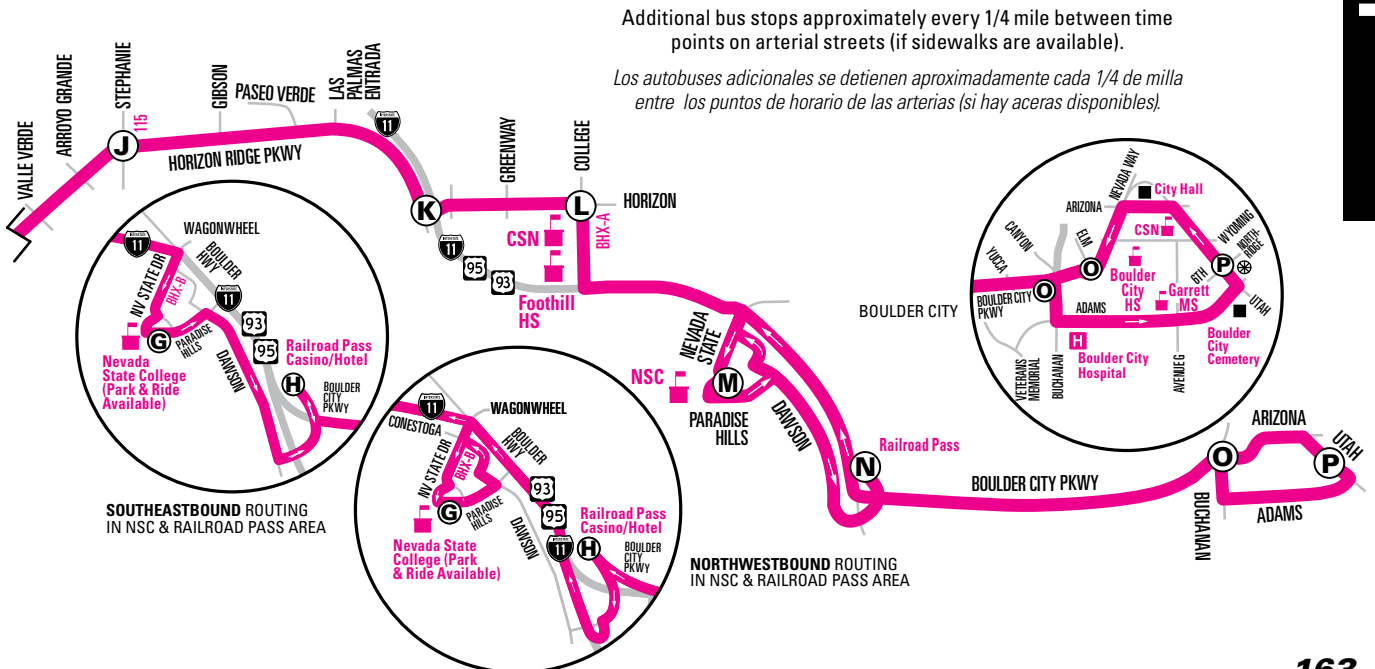 Additional bus stops approximately every 1/4 mile between time
points on arterial streets (if sidewalks are available).
Los autobuses adicionales se detienen aproximadamente cada 1/4 de milla
entre los puntos de horario de las arterias (si hay aceras disponibles).
VALLE VERDE
ARROYO GRANDE
STEPHANIE
115
J
GIBSON
PASEO VERDE
LAS
PALMAS
ENTRADA
11
HORIZON RIDGE PKWY
K
GREENWAY
COLLEGE
L
HORIZON
BHX-A
CSN
11
95
93
Foothill
HS
NEVADA
STATE
NSC
M
PARADISE
HILLS
DAWSON
Railroad Pass
N
BOULDER CITY PKWY
O
BUCHANAN
ARIZONA
UTAH
P
ADAMS
11
WAGONWHEEL
BOULDER
HWY
NV STATE DR
BHX-B
11
93
95
G
PARADISE
HILLS
DAWSON
Nevada
State College
(Park & Ride
Available)
Railroad Pass
Casino/Hotel
H
BOULDER
CITY
PKWY
SOUTHEASTBOUND ROUTING
IN NSC & RAILROAD PASS AREA
11
WAGONWHEEL
CONESTOGA
BOULDER
HWY
NV STATE DR
BHX-B
93
95
11
G
PARADISE
HILLS
DAWSON
Nevada State
College (Park
& Ride Available)
Railroad Pass
Casino/Hotel
H
BOULDER
CITY
PKWY
NORTHWESTBOUND ROUTING
IN NSC & RAILROAD PASS AREA
BOULDER CITY
NEVADA WAY
City Hall
ARIZONA
CSN
WYOMING
NORTH-
RIDGE
CANYON
ELM
YUCCA
O
O
P
6TH
Boulder
City
HS
Garrett
MS
UTAH
BOULDER CITY
PKWY
ADAMS
H
Boulder City
Hospital
Boulder
City
Cemetery
VETERANS
MEMORIAL
BUCHANAN
AVENUE G